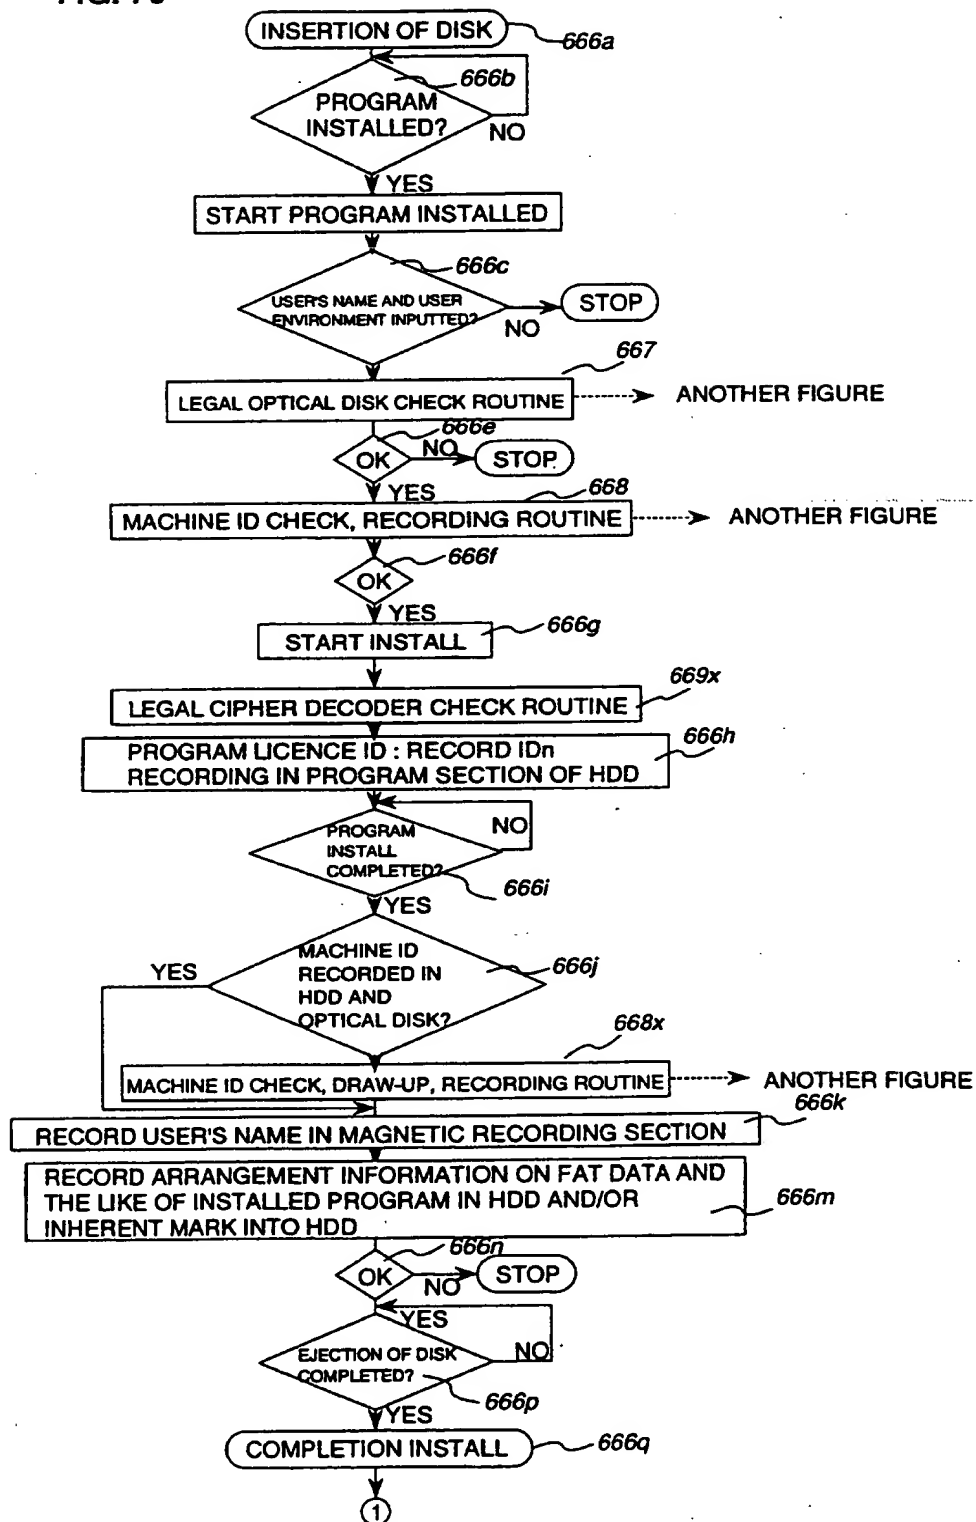 INSERTION OF DISK
666a
666b
PROGRAM
INSTALLED?
NO
YES
START PROGRAM INSTALLED
666c
USER'S NAME AND USER
ENVIRONMENT INPUTTED?
NO
STOP
667
LEGAL OPTICAL DISK CHECK ROUTINE
ANOTHER FIGURE
666e
OK
NO
STOP
YES
668
MACHINE ID CHECK, RECORDING ROUTINE
ANOTHER FIGURE
666f
OK
YES
START INSTALL
666g
669x
LEGAL CIPHER DECODER CHECK ROUTINE
PROGRAM LICENCE ID : RECORD IDn
RECORDING IN PROGRAM SECTION OF HDD
666h
NO
PROGRAM
INSTALL
COMPLETED?
666i
YES
MACHINE ID
RECORDED IN
HDD AND
OPTICAL DISK?
YES
666j
668x
MACHINE ID CHECK, DRAW-UP, RECORDING ROUTINE
ANOTHER FIGURE
666k
RECORD USER'S NAME IN MAGNETIC RECORDING SECTION
RECORD ARRANGEMENT INFORMATION ON FAT DATA AND
THE LIKE OF INSTALLED PROGRAM IN HDD AND/OR
INHERENT MARK INTO HDD
666m
666n
OK
NO
STOP
YES
EJECTION OF DISK
COMPLETED?
NO
666p
YES
COMPLETION INSTALL
666q
1